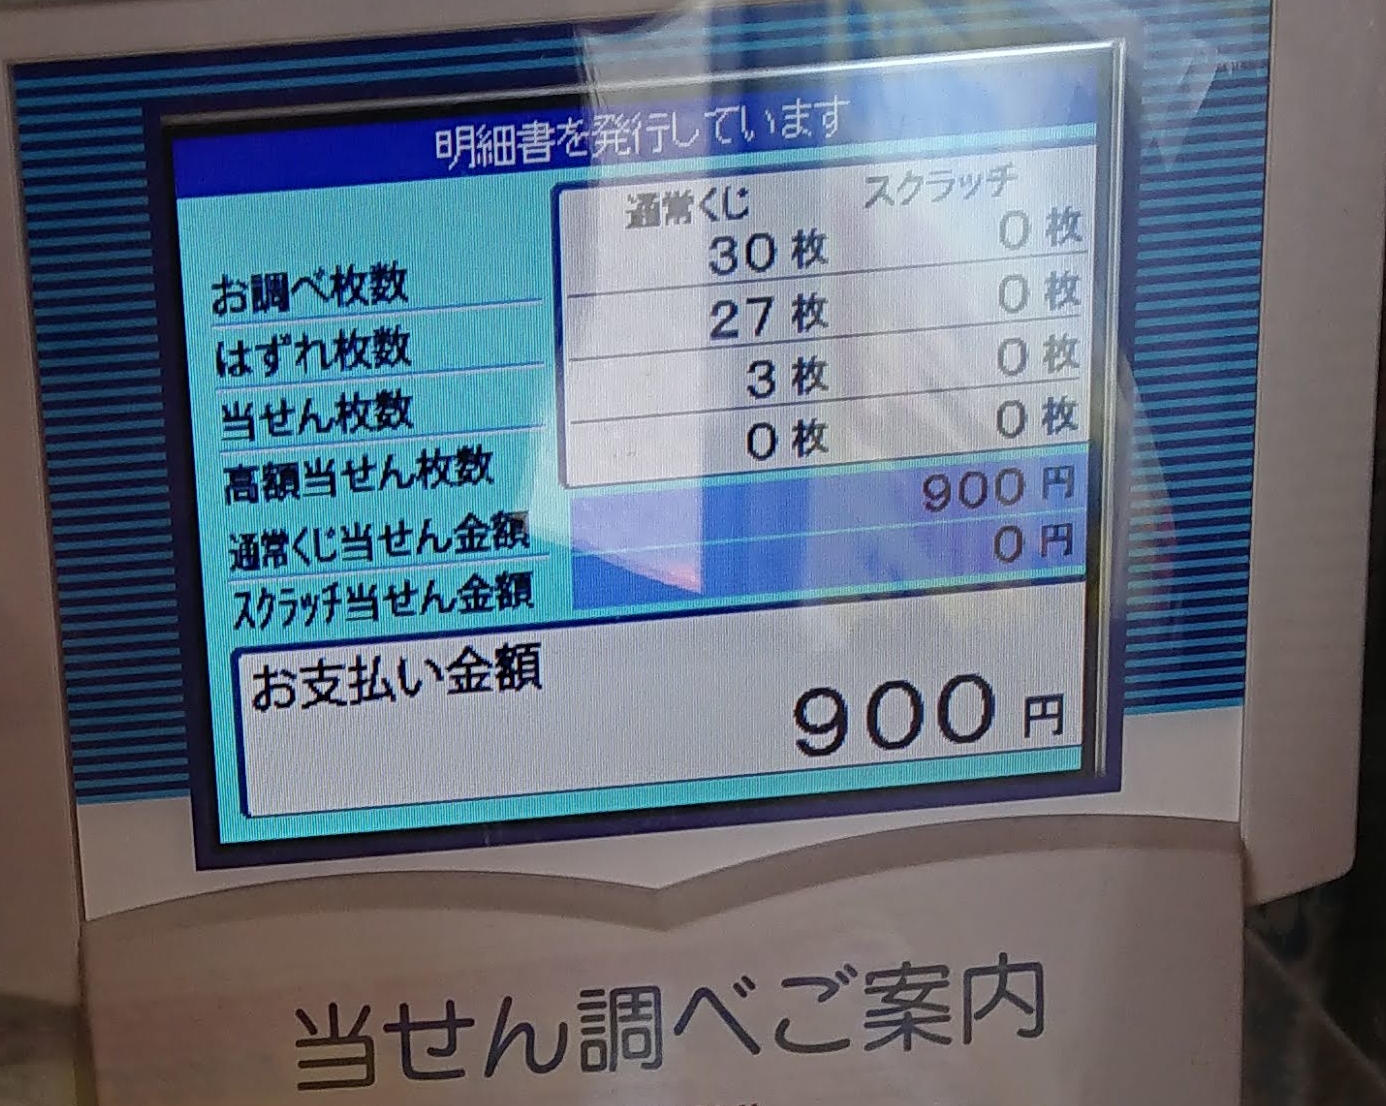 明細書を発行しています
通常くじ スクラッチ
お調べ枚数 30 枚 0 枚
はずれ枚数 27 枚 0 枚
当せん枚数 3 枚 0 枚
高額当せん枚数 0 枚 0 枚
通常くじ当せん金額 900 円
スクラッチ当せん金額 0 円
お支払い金額
900 円
当せん調べご案内